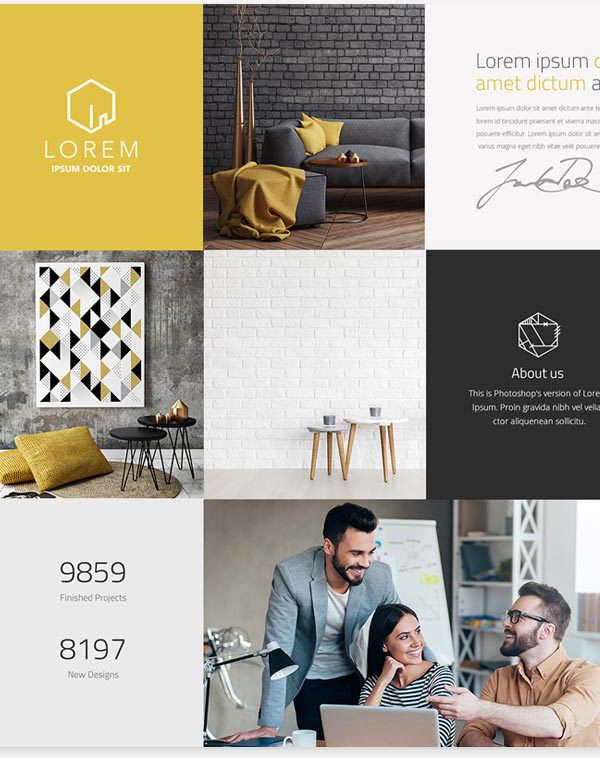 LOREM
IPSUM DOLOR SIT
Lorem ipsum
amet dictum a
Lorem ipsum dolor sit amet dictum ante te
lorem id tincidunt praesent et viverra mass
posuere efficitur. Lorem ipsum dolor sit
varius magna eget nibh vel velit posuere
About us
This is Photoshop's version of Lore
Ipsum. Proin gravida nibh vel velia
ctor aliquenean sollicitu.
9859
Finished Projects
8197
New Designs